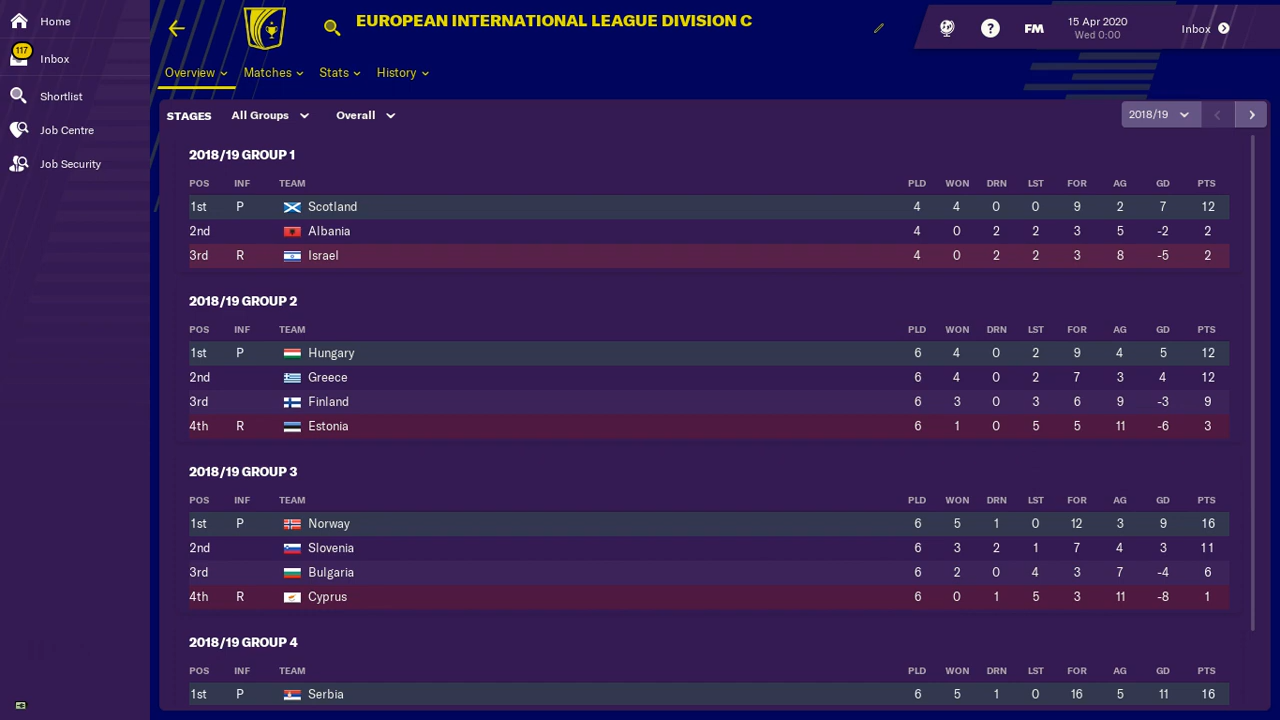 Home
117
Inbox
Shortlist
Job Centre
Job Security
EUROPEAN INTERNATIONAL LEAGUE DIVISION C
? FM 15 Apr 2020 Inbox
Wed 0:00
Overview Matches Stats History
STAGES All Groups Overall 2018/19
2018/19 GROUP 1
POS INF TEAM PLD WON DRN LST FOR AG GD PTS
1st P Scotland 4 4 0 0 9 2 7 12
2nd Albania 4 0 2 2 3 5 -2 2
3rd R Israel 4 0 2 2 3 8 -5 2
2018/19 GROUP 2
POS INF TEAM PLD WON DRN LST FOR AG GD PTS
1st P Hungary 6 4 0 2 9 4 5 12
2nd Greece 6 4 0 2 7 3 4 12
3rd Finland 6 3 0 3 6 9 -3 9
4th R Estonia 6 1 0 5 5 11 -6 3
2018/19 GROUP 3
POS INF TEAM PLD WON DRN LST FOR AG GD PTS
1st P Norway 6 5 1 0 12 3 9 16
2nd Slovenia 6 3 2 1 7 4 3 11
3rd Bulgaria 6 2 0 4 3 7 -4 6
4th R Cyprus 6 0 1 5 3 11 -8 1
2018/19 GROUP 4
POS INF TEAM PLD WON DRN LST FOR AG GD PTS
1st P Serbia 6 5 1 0 16 5 11 16